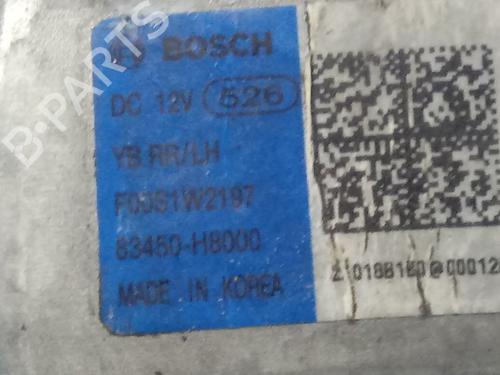 BOSCH
DC 12V 526
YB RR/LH
F00S1W2197
83450-H8000
MADE IN KOREA
B-PARTS